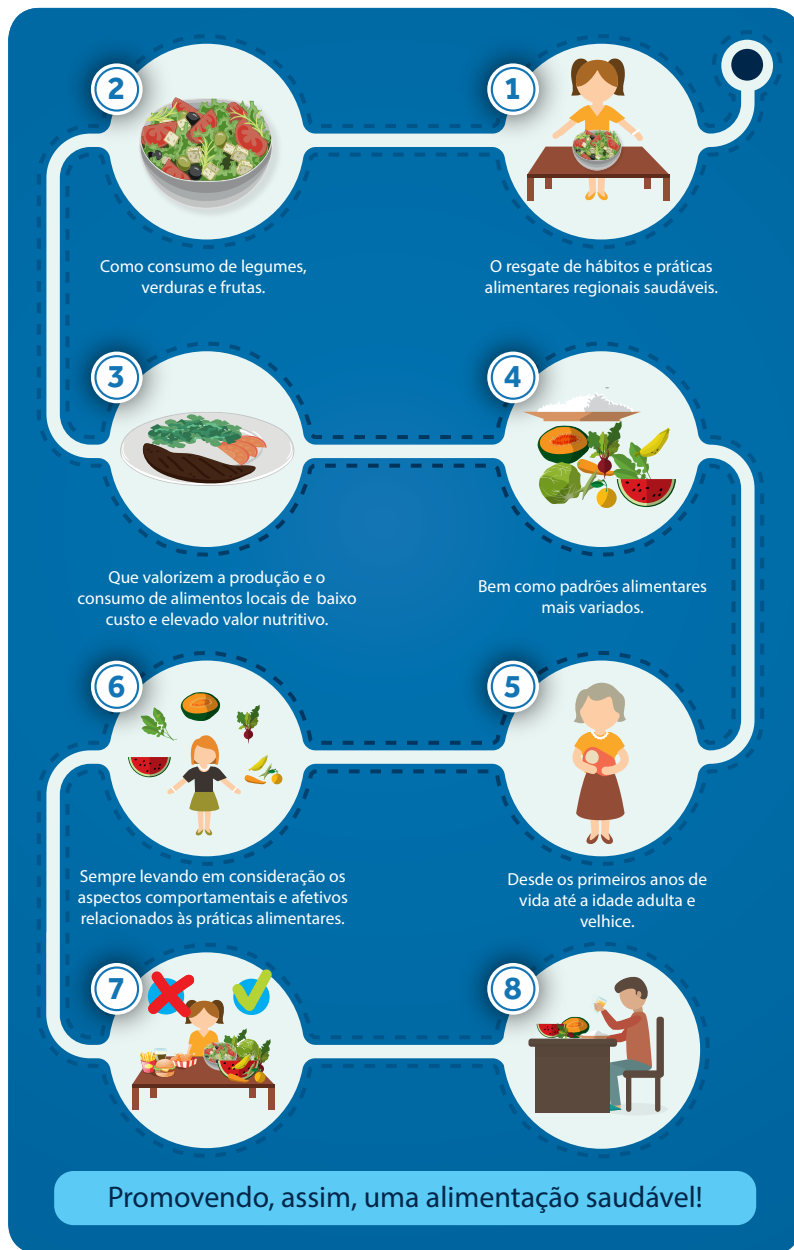 1
O resgate de hábitos e práticas
alimentares regionais saudáveis.
2
Como consumo de legumes,
verduras e frutas.
3
Que valorizem a produção e o
consumo de alimentos locais de baixo
custo e elevado valor nutritivo.
4
Bem como padrões alimentares
mais variados.
5
Desde os primeiros anos de
vida até a idade adulta e
velhice.
6
Sempre levando em consideração os
aspectos comportamentais e afetivos
relacionados às práticas alimentares.
7
8
Promovendo, assim, uma alimentação saudável!